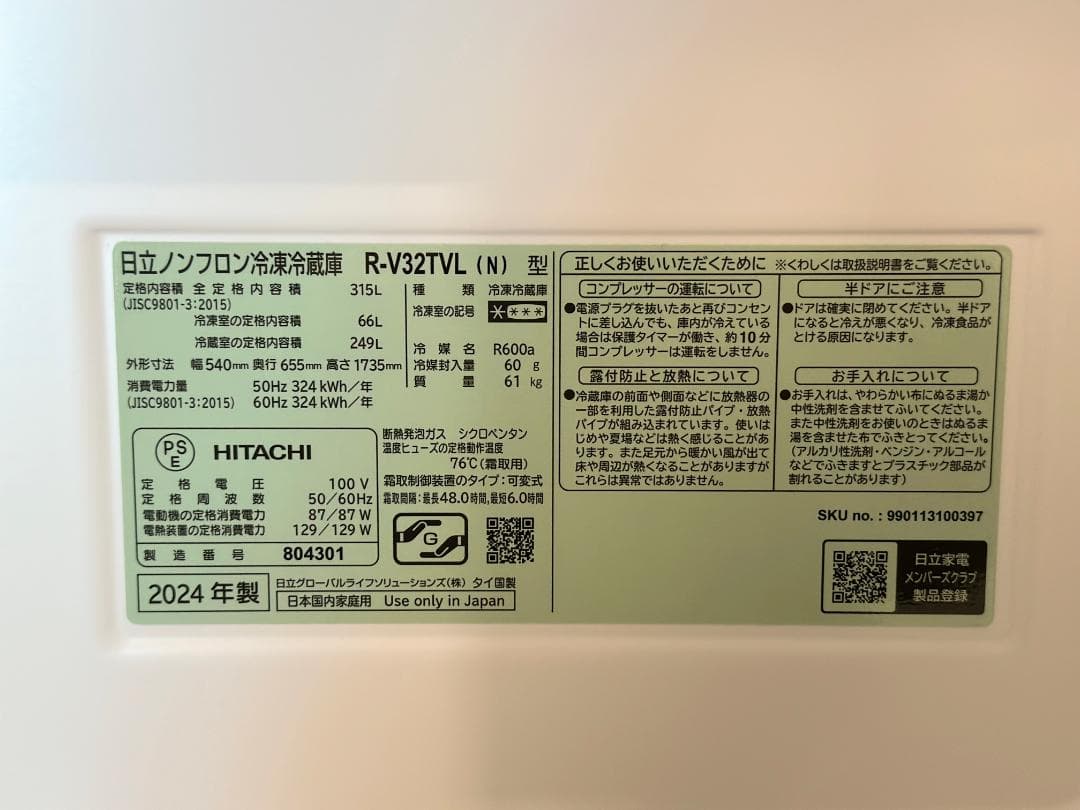 日立ノンフロン冷凍冷蔵庫 R-V32TVL (N) 型
定格内容積 全定格内容積 315L
(JISC9801-3:2015)
冷凍室の定格内容積 66L
冷蔵室の定格内容積 249L
外形寸法 幅540mm 奥行655mm 高さ1735mm
消費電力量 50Hz 324kWh/年
(JISC9801-3:2015) 60Hz 324kWh/年
種類 冷凍冷蔵庫
冷凍室の記号
冷媒名 R600a
冷媒封入量 60 g
質量 61 kg
PS
E
HITACHI
定格電圧 100V
定格周波数 50/60Hz
電動機の定格消費電力 87/87W
電熱装置の定格消費電力 129/129W
製造番号 804301
断熱発泡ガス シクロペンタン
温度ヒューズの定格動作温度
76℃(霜取用)
霜取制御装置のタイプ:可変式
霜取間隔:最長48.0時間,最短6.0時間
G
2024年製
日立グローバルライフソリューションズ(株) タイ国製
日本国内家庭用 Use only in Japan
正しくお使いいただくために ※くわしくは取扱説明書をご覧ください。
コンプレッサーの運転について
●電源プラグを抜いたあと再びコンセン
トに差し込んでも、庫内が冷えている
場合は保護タイマーが働き、約10分
間コンプレッサーは運転をしません。
露付防止と放熱について
●冷蔵庫の前面や側面などに放熱器の
一部を利用した露付防止パイプ・放熱
パイプが組み込まれています。使いは
じめや夏場などは熱く感じることがあ
ります。また足元から暖かい風が出て
床や周辺が熱くなることがありますが
これらは異常ではありません。
半ドアにご注意
●ドアは確実に閉めてください。半ドア
になると冷えが悪くなり、冷凍食品が
とける原因になります。
お手入れについて
●お手入れは、やわらかい布にぬるま湯か
中性洗剤を含ませてふいてください。
また中性洗剤をお使いのときはぬるま
湯を含ませた布でふきとってください。
(アルカリ性洗剤・ベンジン・アルコール
などでふきますとプラスチック部品が
割れることがあります)
SKU no.:990113100397
日立家電
メンバーズクラブ
製品登録